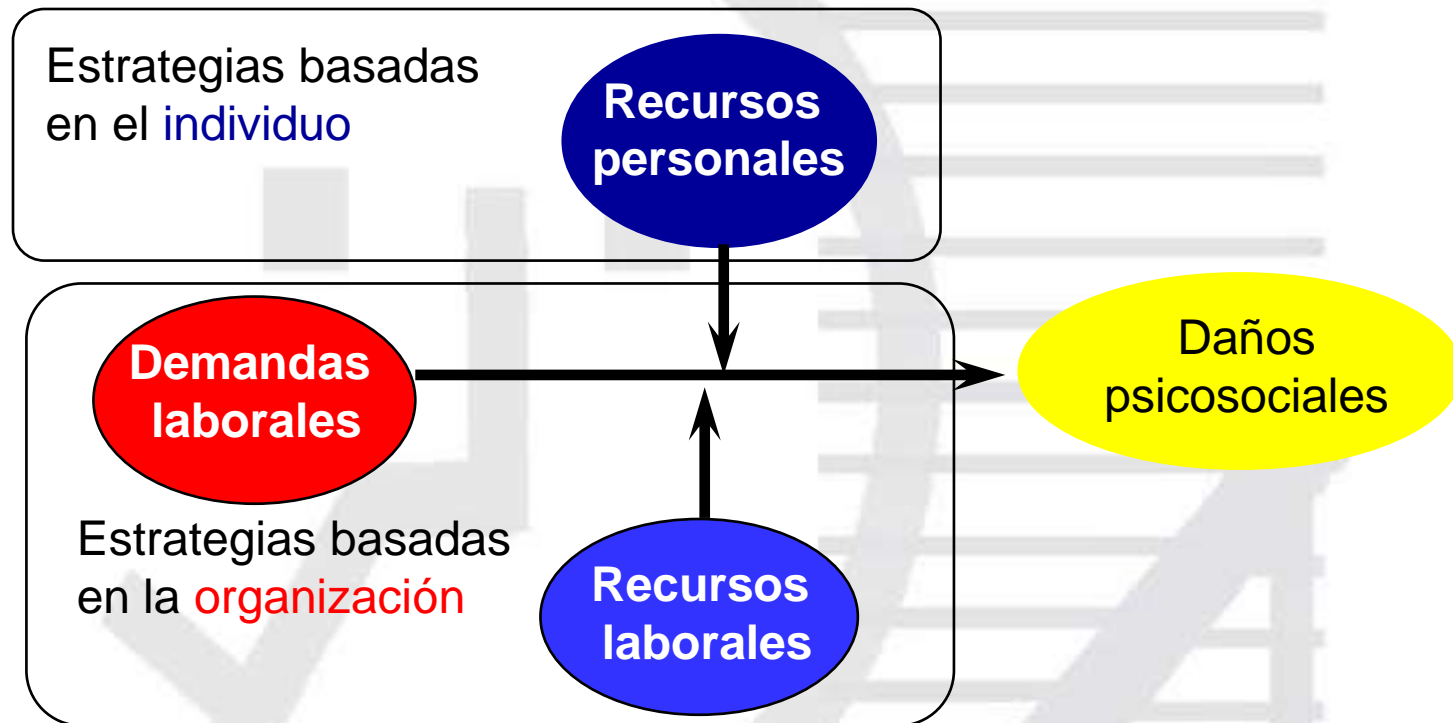 Estrategias basadas
en el individuo
Recursos
personales
Demandas
laborales
Daños
psicosociales
Estrategias basadas
en la organización
Recursos
laborales